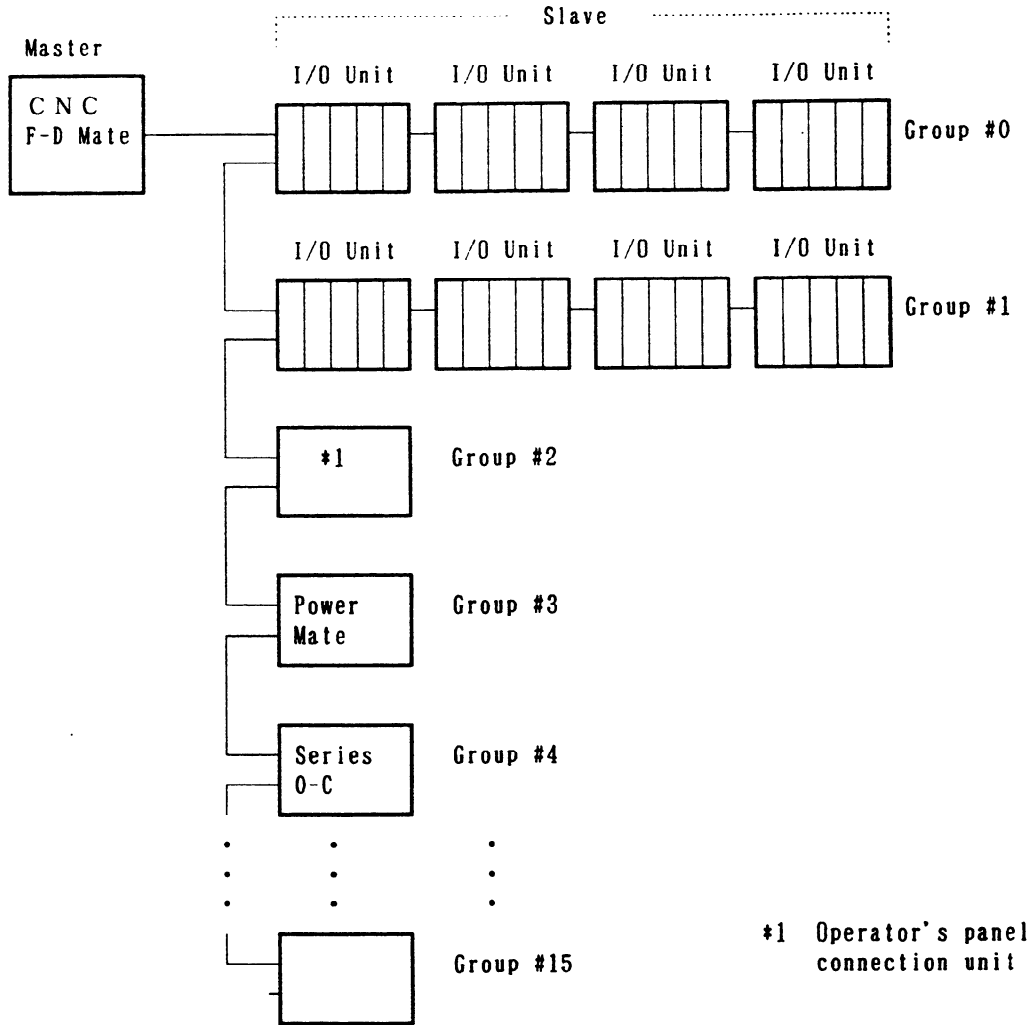 Slave
Master
I/O Unit I/O Unit I/O Unit I/O Unit
CNC
F-D Mate
Group #0
I/O Unit I/O Unit I/O Unit I/O Unit
Group #1
*1
Group #2
Power
Mate
Group #3
Series
0-C
Group #4
Group #15
*1 Operator's panel
connection unit